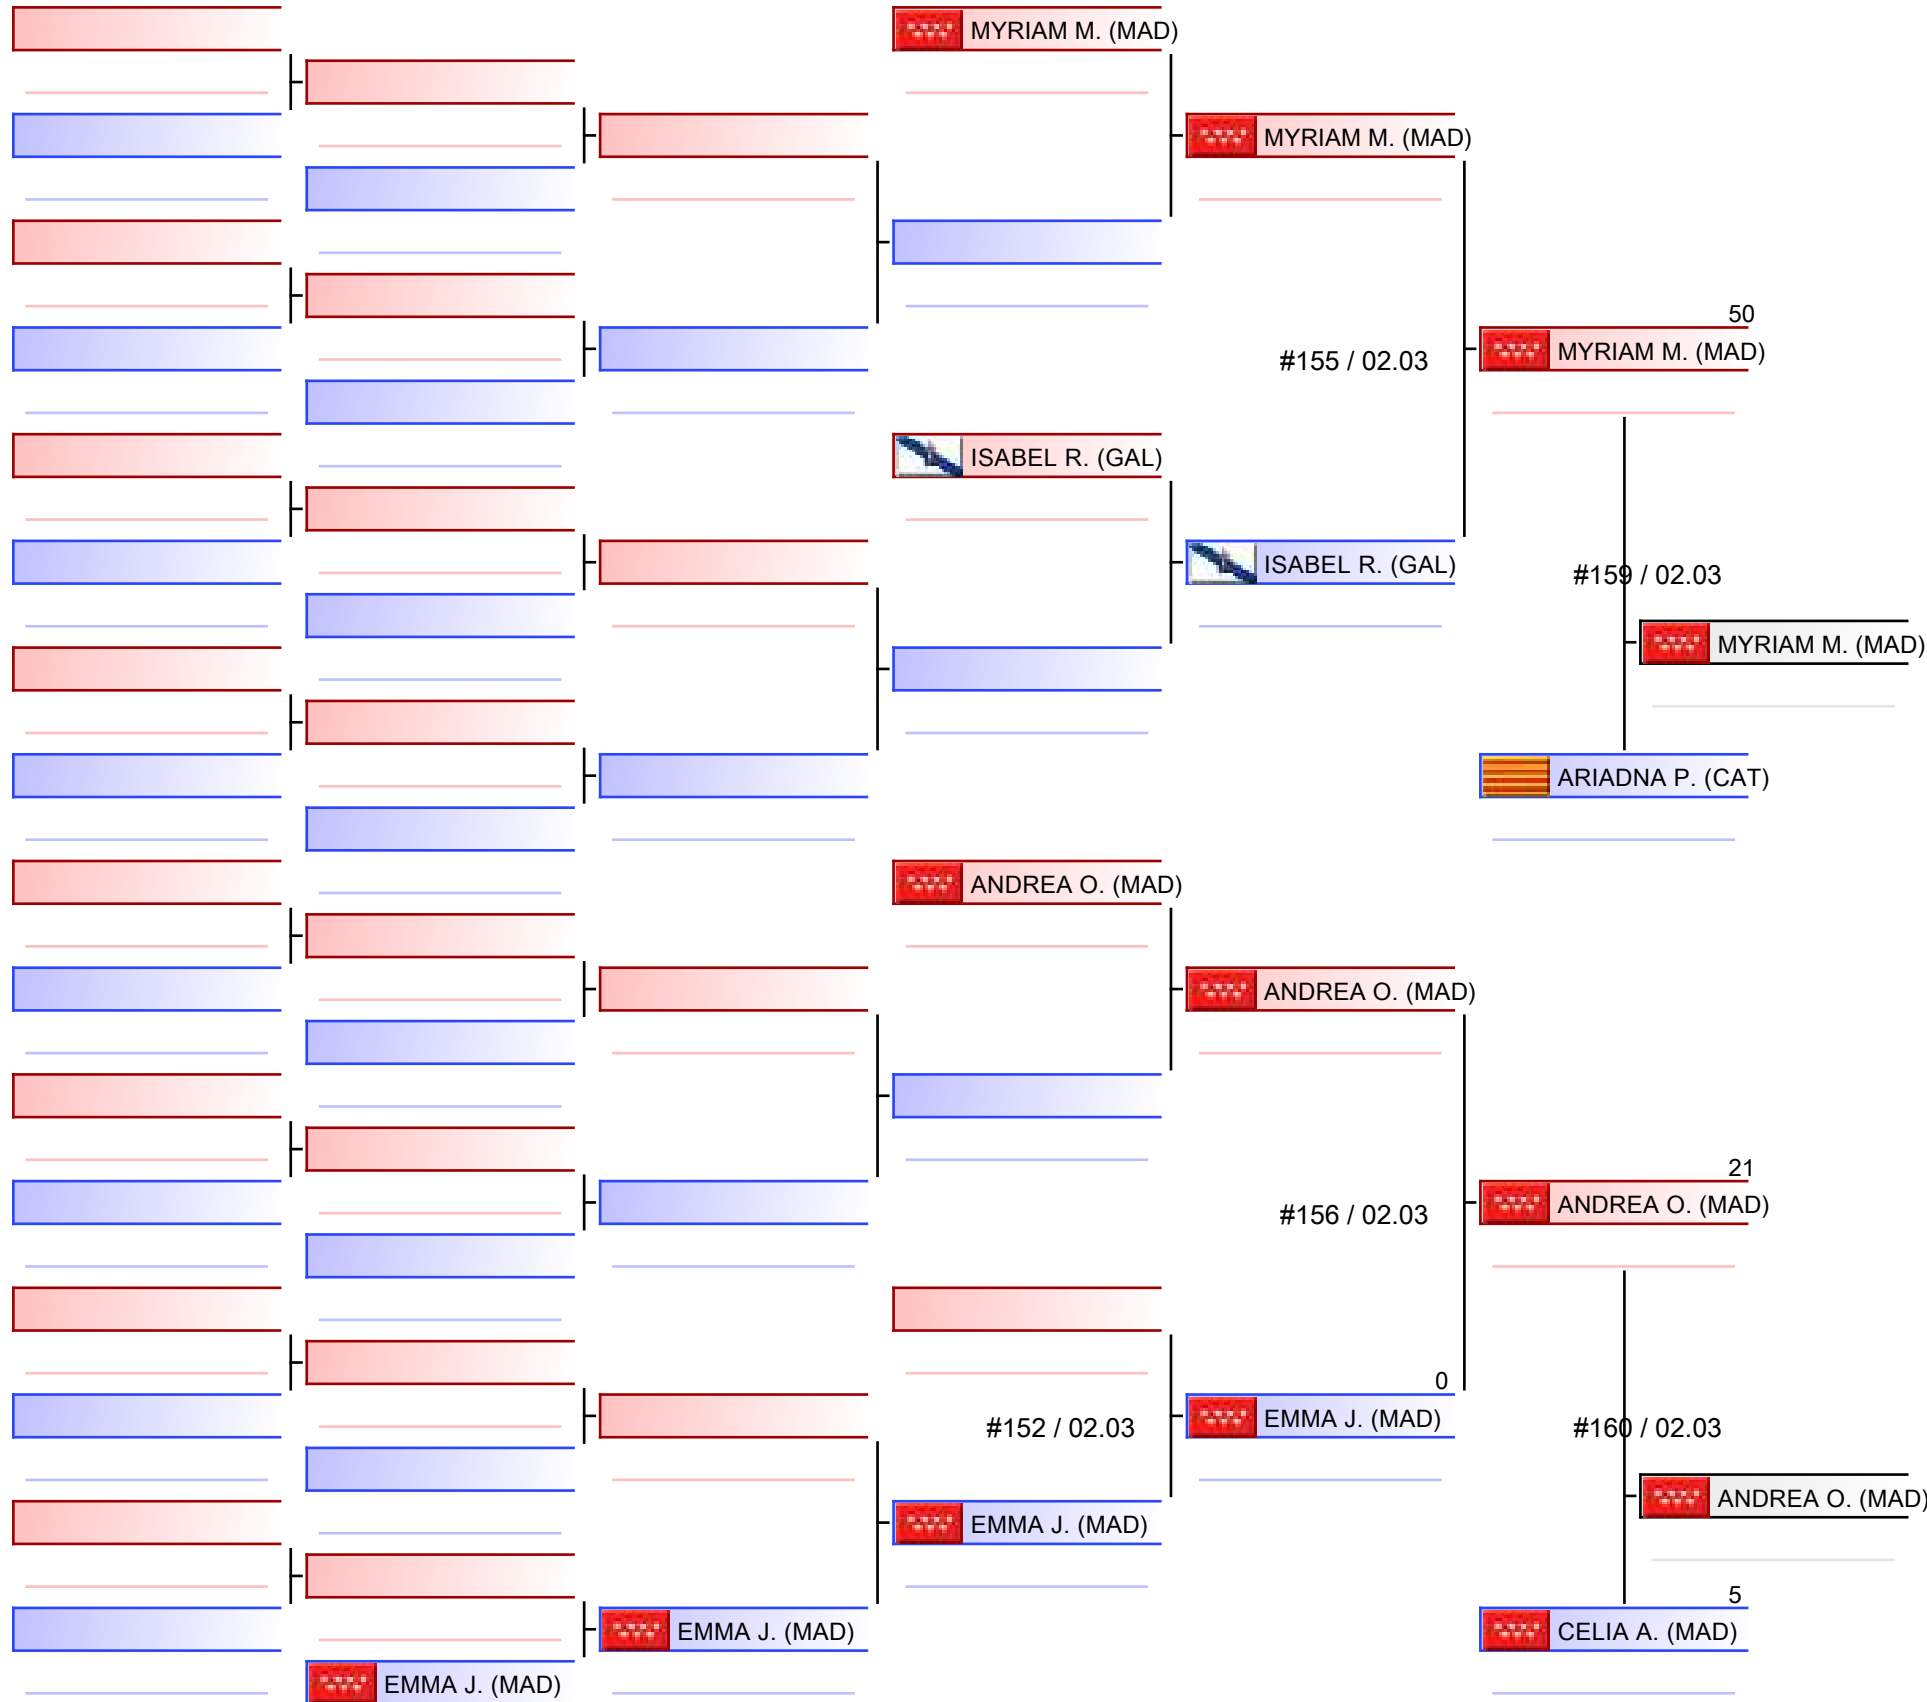 MYRIAM M. (MAD)
MYRIAM M. (MAD)
50
#155 / 02.03
MYRIAM M. (MAD)
ISABEL R. (GAL)
ISABEL R. (GAL)
#159 / 02.03
MYRIAM M. (MAD)
ARIADNA P. (CAT)
ANDREA O. (MAD)
ANDREA O. (MAD)
21
#156 / 02.03
ANDREA O. (MAD)
0
#152 / 02.03
EMMA J. (MAD)
#160 / 02.03
ANDREA O. (MAD)
EMMA J. (MAD)
5
EMMA J. (MAD)
CELIA A. (MAD)
EMMA J. (MAD)